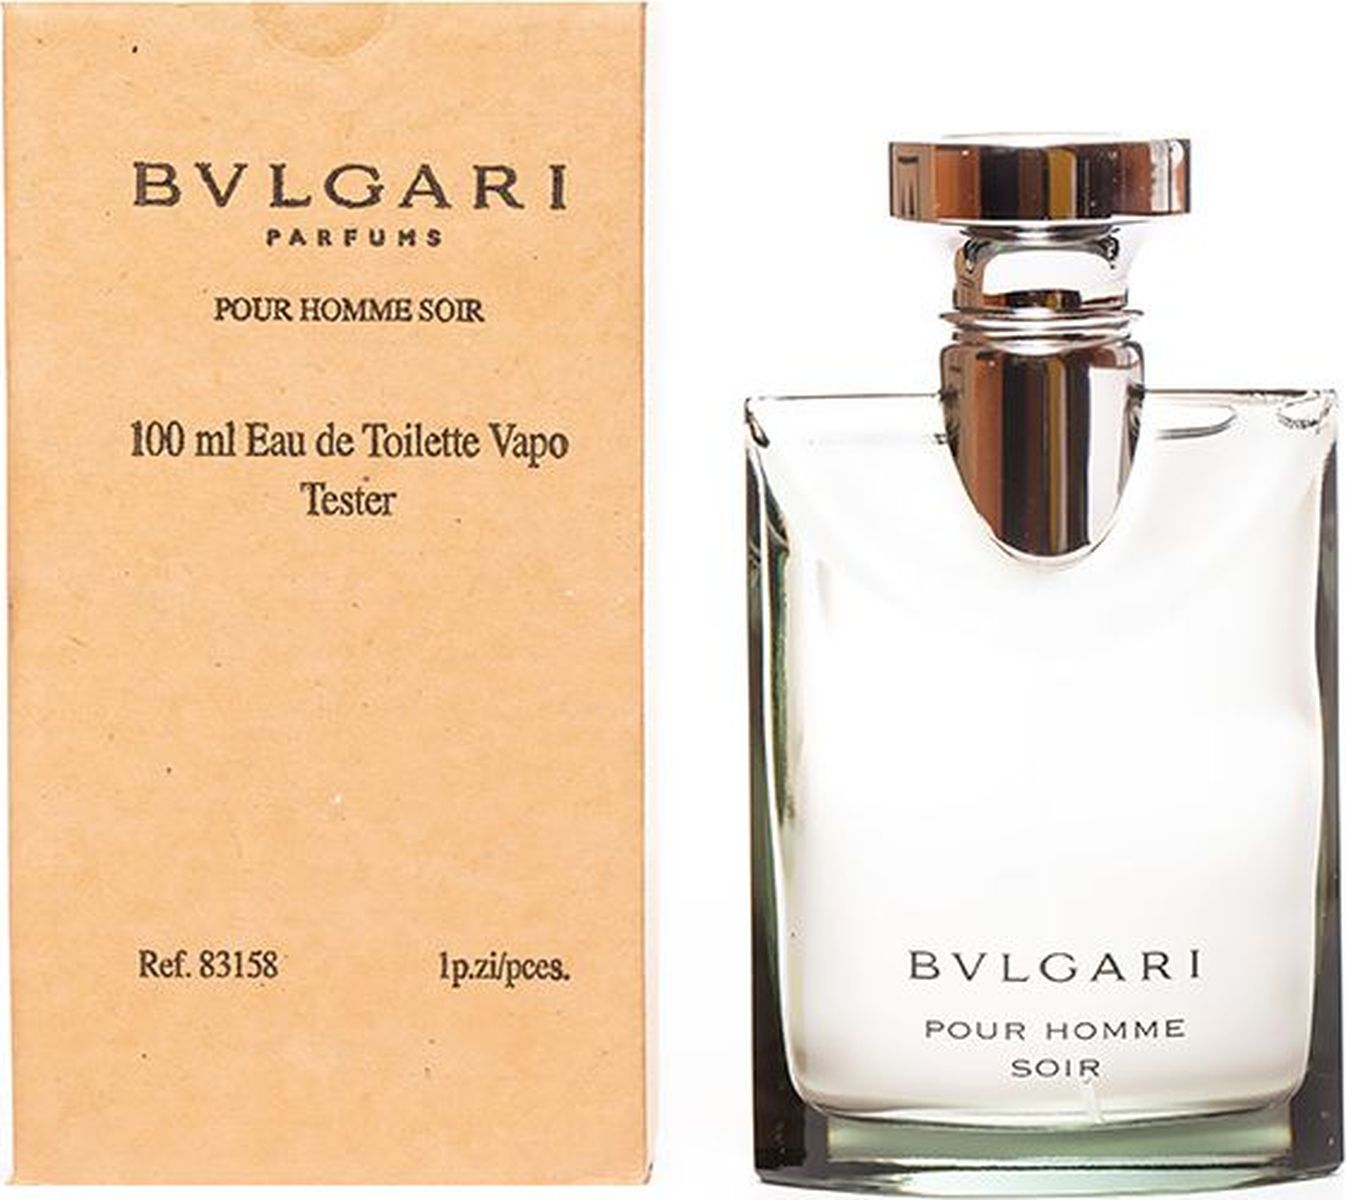 BVLGARI
PARFUMS
POUR HOMME SOIR
100 ml Eau de Toilette Vapo
Tester
Ref. 83158 1p.zi/pces.
BVLGARI
POUR HOMME
SOIR